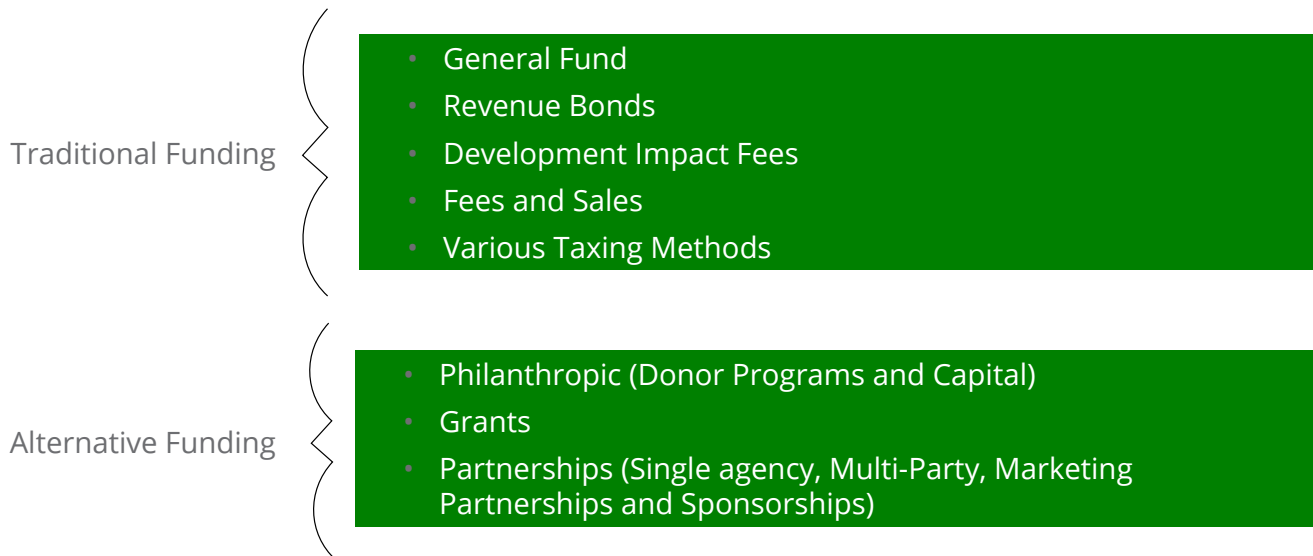 Traditional Funding
• General Fund
• Revenue Bonds
• Development Impact Fees
• Fees and Sales
• Various Taxing Methods
Alternative Funding
• Philanthropic (Donor Programs and Capital)
• Grants
• Partnerships (Single agency, Multi-Party, Marketing
Partnerships and Sponsorships)